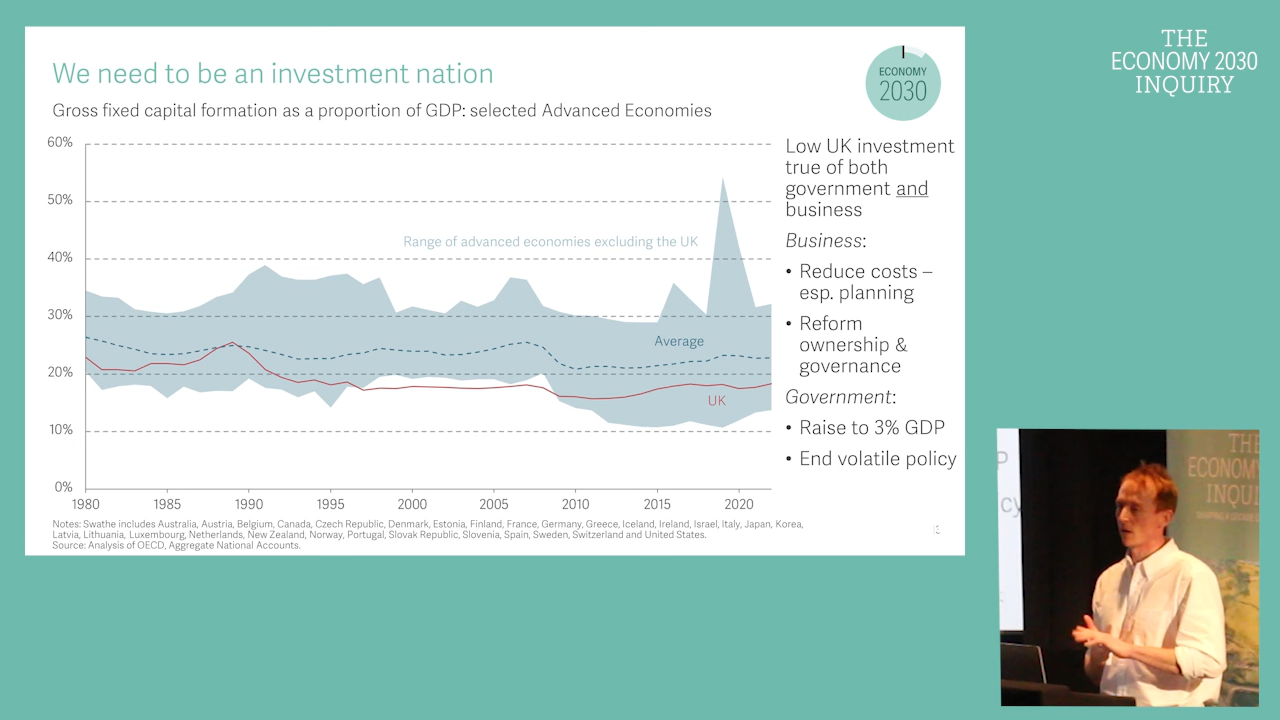 THE
ECONOMY 2030
INQUIRY
We need to be an investment nation
ECONOMY
2030
Gross fixed capital formation as a proportion of GDP: selected Advanced Economies
60%
50%
40%
30%
20%
10%
0%
Range of advanced economies excluding the UK
Average
UK
1980
1985
1990
1995
2000
2005
2010
2015
2020
Low UK investment
true of both
government and
business
Business:
• Reduce costs –
esp. planning
• Reform
ownership &
governance
Government:
• Raise to 3% GDP
• End volatile policy
Notes: Swathe includes Australia, Austria, Belgium, Canada, Czech Republic, Denmark, Estonia, Finland, France, Germany, Greece, Iceland, Ireland, Israel, Italy, Japan, Korea,
Latvia, Lithuania, Luxembourg, Netherlands, New Zealand, Norway, Portugal, Slovak Republic, Slovenia, Spain, Sweden, Switzerland and United States.
Source: Analysis of OECD, Aggregate National Accounts.
P
cy
TH
ECONOM
INQUI